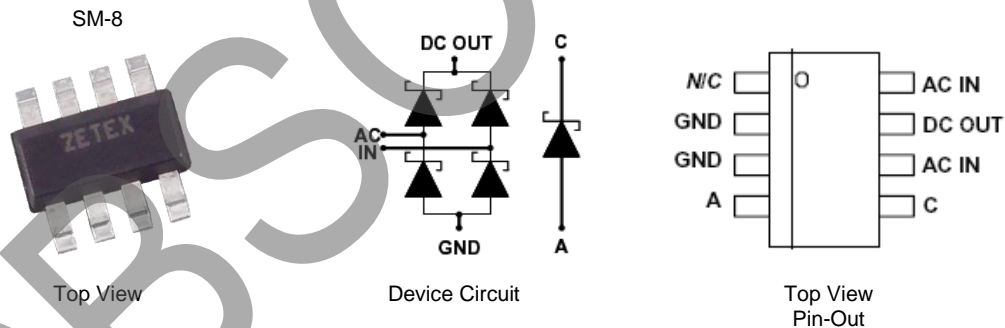 SM-8
ZETEX
Top View
DC OUT
AC
IN
GND
Device Circuit
C
A
N/C
GND
GND
A
O
AC IN
DC OUT
AC IN
C
Top View
Pin-Out